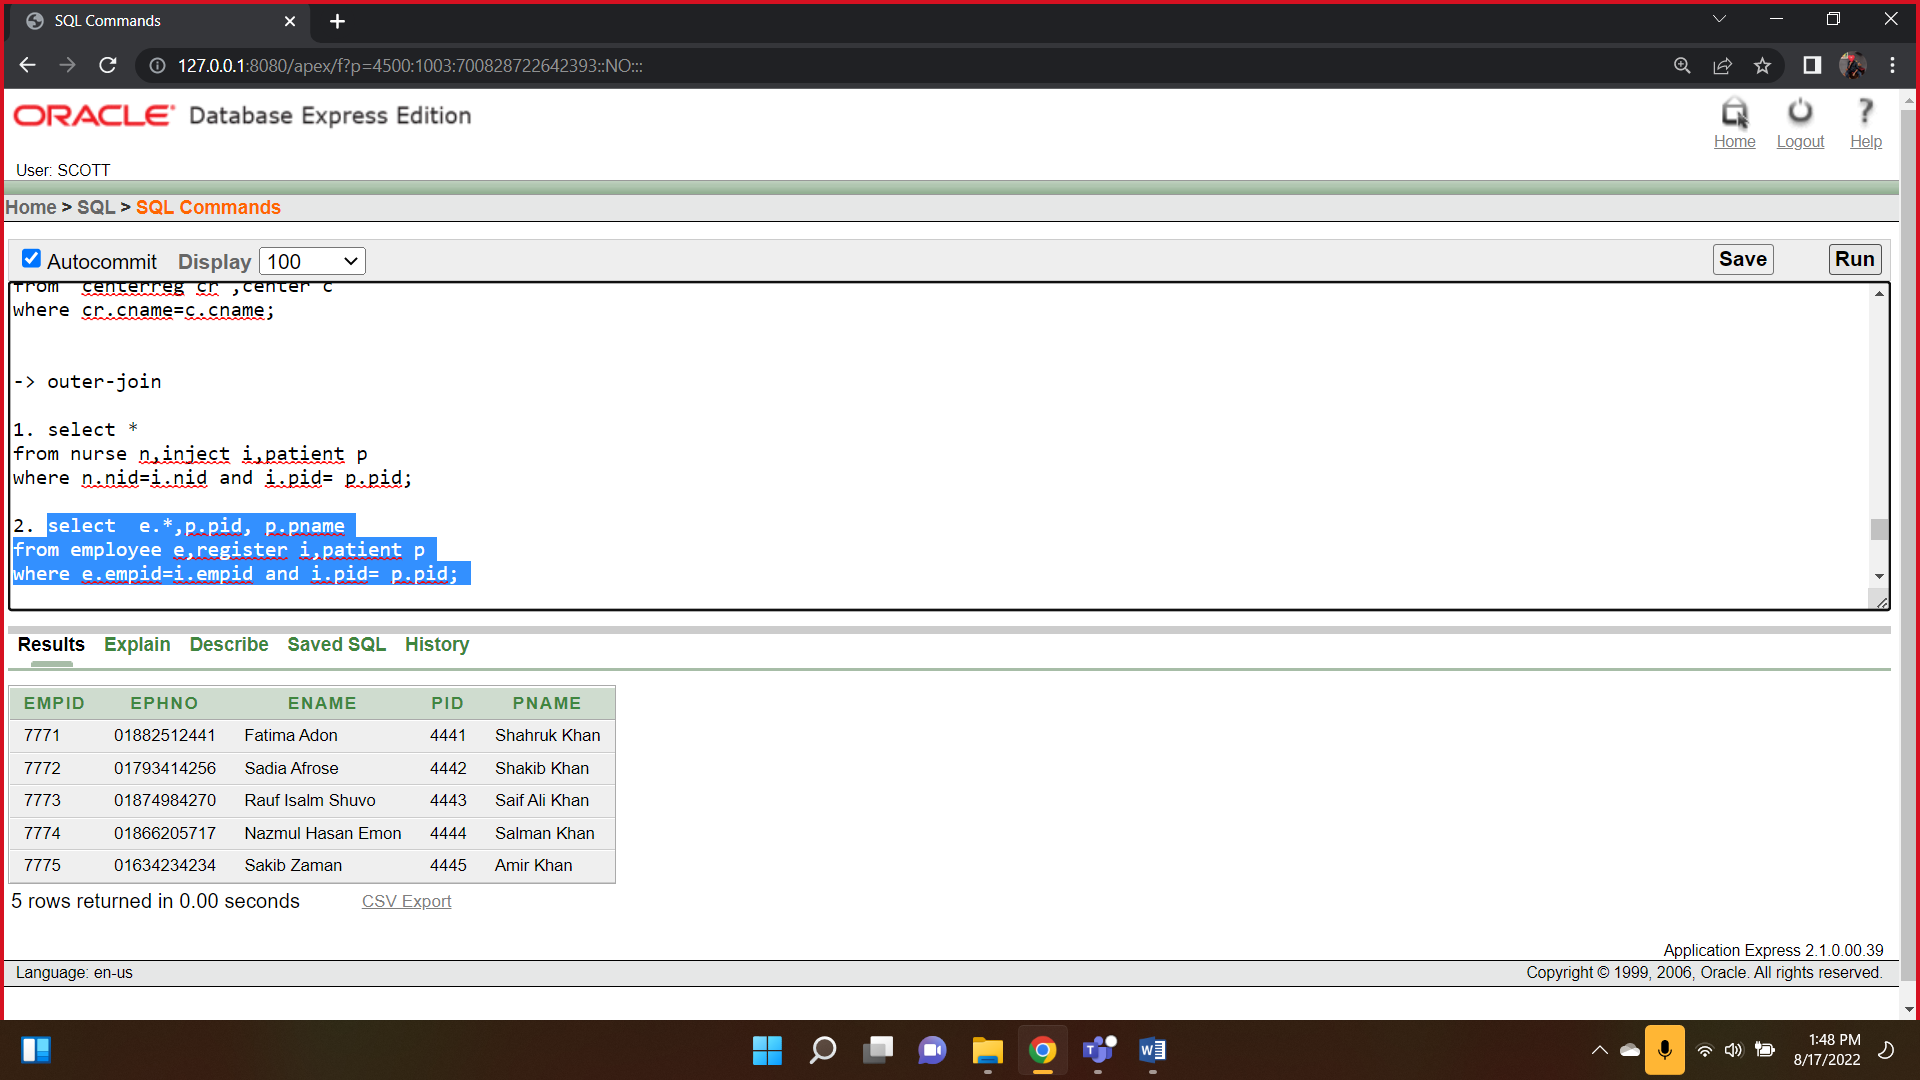 SQL Commands
127.0.0.1:8080/apex/f?p=4500:1003:700828722642393::NO:::
ORACLE Database Express Edition
Home Logout Help
User: SCOTT
Home > SQL > SQL Commands
Autocommit Display 100 Save Run
from centerreg cr ,center c
where cr.cname=c.cname;
-> outer-join
1. select *
from nurse n,inject i,patient p
where n.nid=i.nid and i.pid= p.pid;
2. select e.*,p.pid, p.pname
from employee e,register i,patient p
where e.empid=i.empid and i.pid= p.pid;
Results Explain Describe Saved SQL History
EMPID EPHNO ENAME PID PNAME
7771 01882512441 Fatima Adon 4441 Shahruk Khan
7772 01793414256 Sadia Afrose 4442 Shakib Khan
7773 01874984270 Rauf Isalm Shuvo 4443 Saif Ali Khan
7774 01866205717 Nazmul Hasan Emon 4444 Salman Khan
7775 01634234234 Sakib Zaman 4445 Amir Khan
5 rows returned in 0.00 seconds CSV Export
Application Express 2.1.0.00.39
Language: en-us Copyright © 1999, 2006, Oracle. All rights reserved.
1:48 PM
8/17/2022